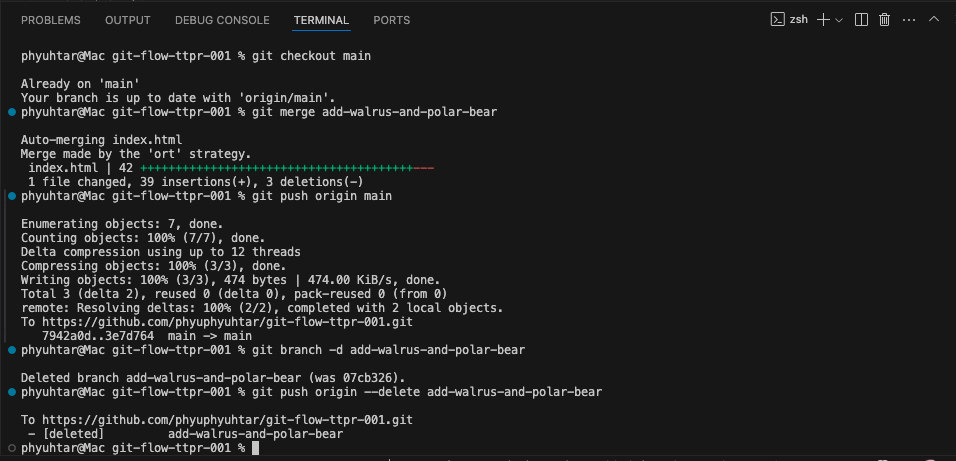 PROBLEMS OUTPUT DEBUG CONSOLE TERMINAL PORTS zsh
phyuhtar@Mac git-flow-ttpr-001 % git checkout main
Already on 'main'
Your branch is up to date with 'origin/main'.
phyuhtar@Mac git-flow-ttpr-001 % git merge add-walrus-and-polar-bear
Auto-merging index.html
Merge made by the 'ort' strategy.
index.html | 42 +++++++++++++++++++++++++++++++++++++++---
1 file changed, 39 insertions(+), 3 deletions(-)
phyuhtar@Mac git-flow-ttpr-001 % git push origin main
Enumerating objects: 7, done.
Counting objects: 100% (7/7), done.
Delta compression using up to 12 threads
Compressing objects: 100% (3/3), done.
Writing objects: 100% (3/3), 474 bytes | 474.00 KiB/s, done.
Total 3 (delta 2), reused 0 (delta 0), pack-reused 0 (from 0)
remote: Resolving deltas: 100% (2/2), completed with 2 local objects.
To https://github.com/phyuphyuhtar/git-flow-ttpr-001.git
7942a0d..3e7d764  main -> main
phyuhtar@Mac git-flow-ttpr-001 % git branch -d add-walrus-and-polar-bear
Deleted branch add-walrus-and-polar-bear (was 07cb326).
phyuhtar@Mac git-flow-ttpr-001 % git push origin --delete add-walrus-and-polar-bear
To https://github.com/phyuphyuhtar/git-flow-ttpr-001.git
- [deleted]         add-walrus-and-polar-bear
phyuhtar@Mac git-flow-ttpr-001 %